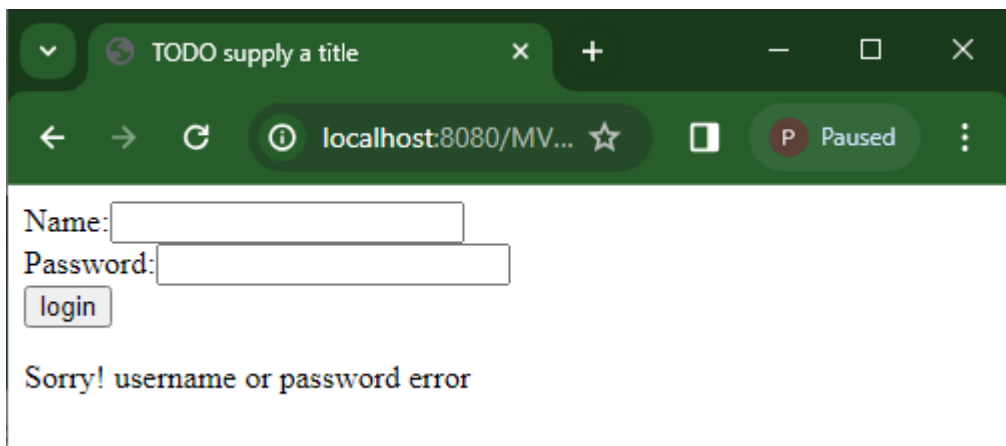 TODO supply a title
localhost:8080/MV...
P Paused
Name:
Password:
login
Sorry! username or password error